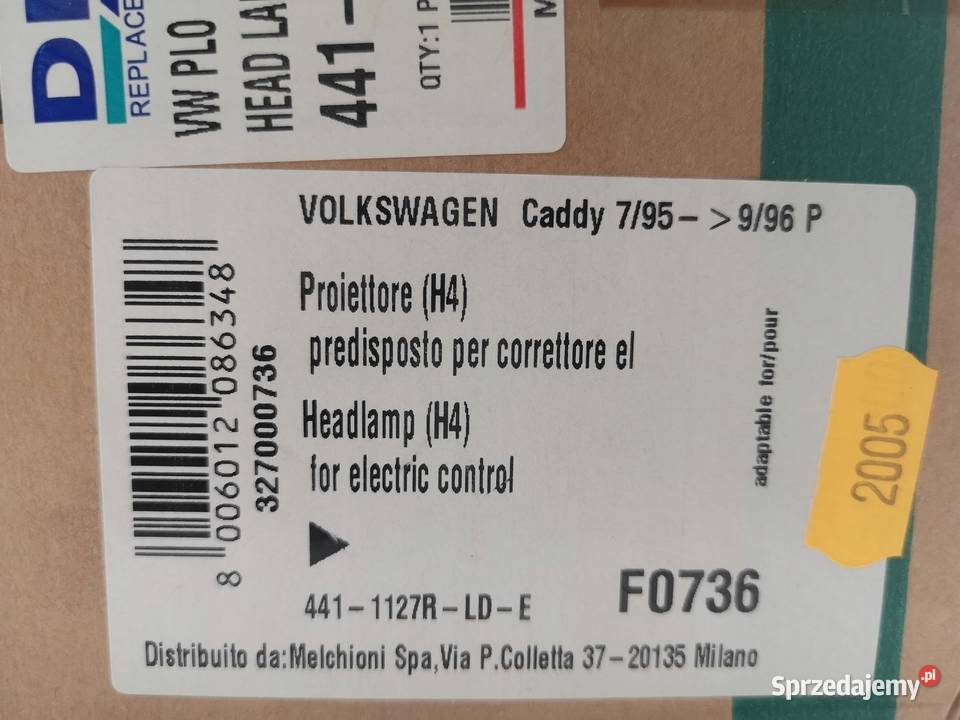 REPLACE
VW PLO
HEAD
441-
QTY:1
VOLKSWAGEN Caddy 7/95-> 9/96 P
Proiettore (H4)
predisposto per correttore el
Headlamp (H4)
for electric control
8 006012 086348
327000736
adaptable for/pour
2005
441-1127R-LD-E
F0736
Distribuito da:Melchioni Spa,Via P.Colletta 37-20135 Milano
Sprzedajemy.pl